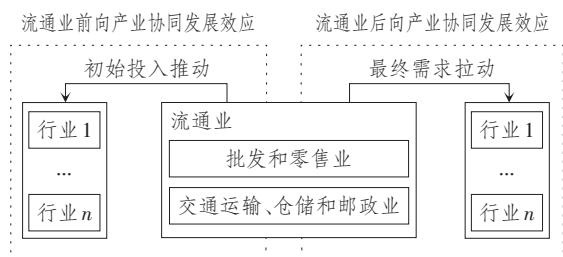 流通业前向产业协同发展效应
流通业后向产业协同发展效应
初始投入推动
最终需求拉动
行业1
...
行业n
流通业
批发和零售业
交通运输、仓储和邮政业
行业1
...
行业n